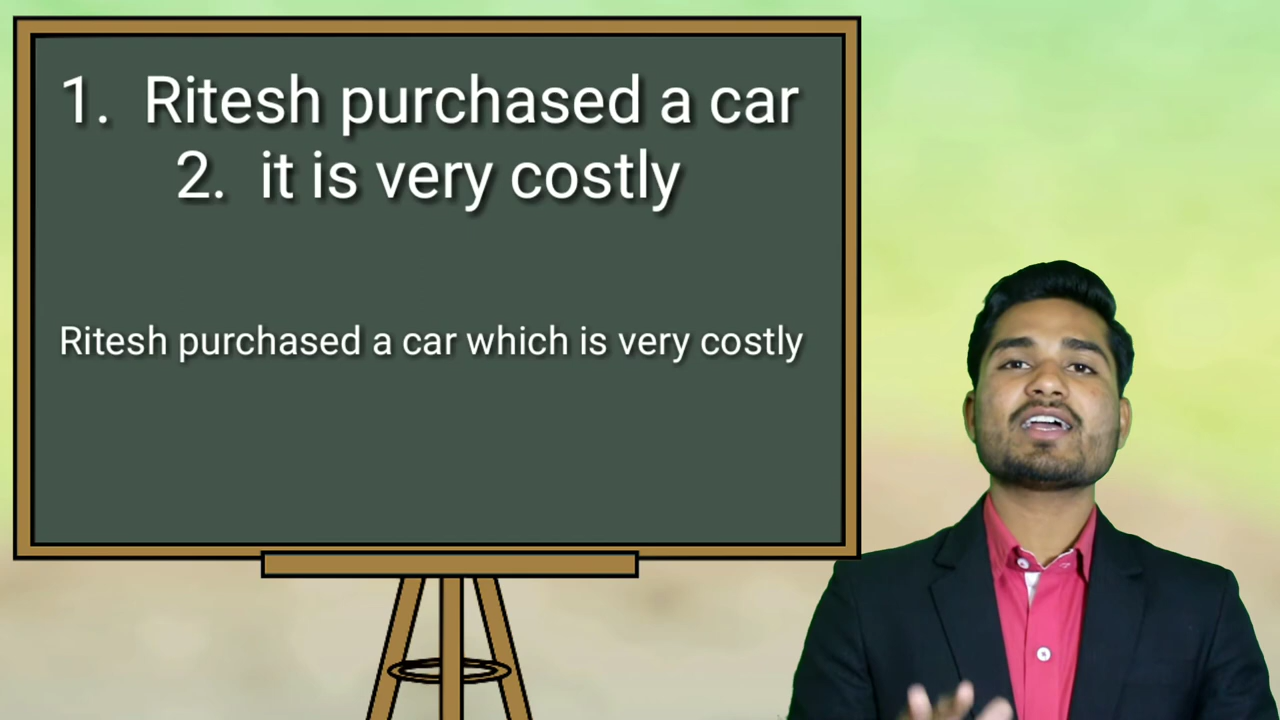 1. Ritesh purchased a car
2. it is very costly
Ritesh purchased a car which is very costly